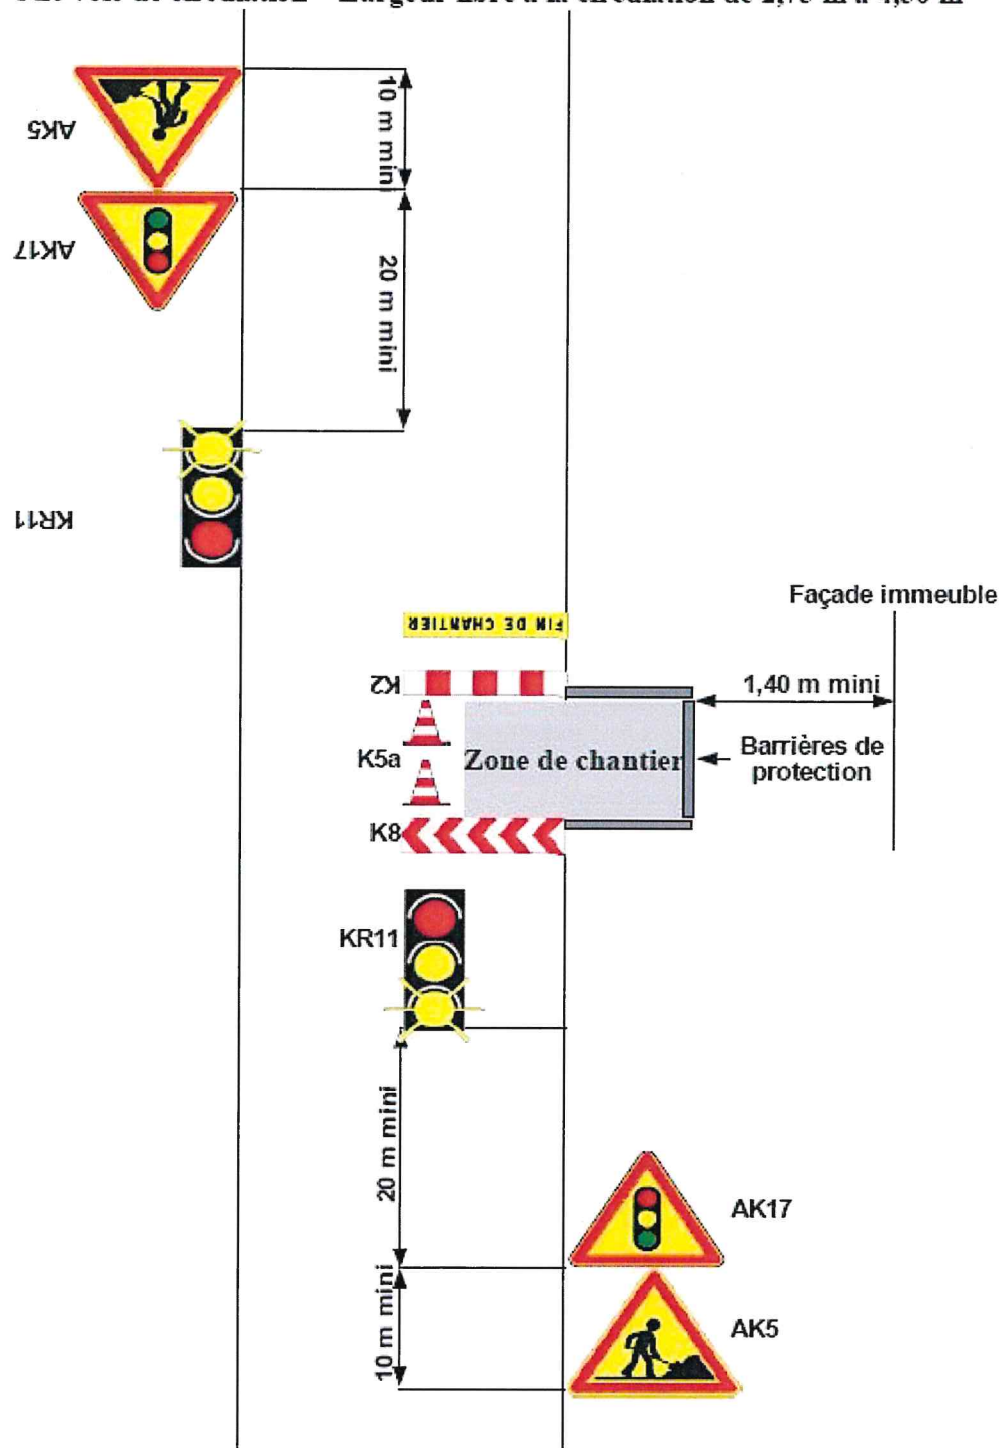 10 m mini
AK5
AK17
20 m mini
KR11
Façade immeuble
FIN DE CHANTIER
K2
1,40 m mini
K5a
Zone de chantier
Barrières de
protection
K8
KR11
20 m mini
AK17
10 m mini
AK5